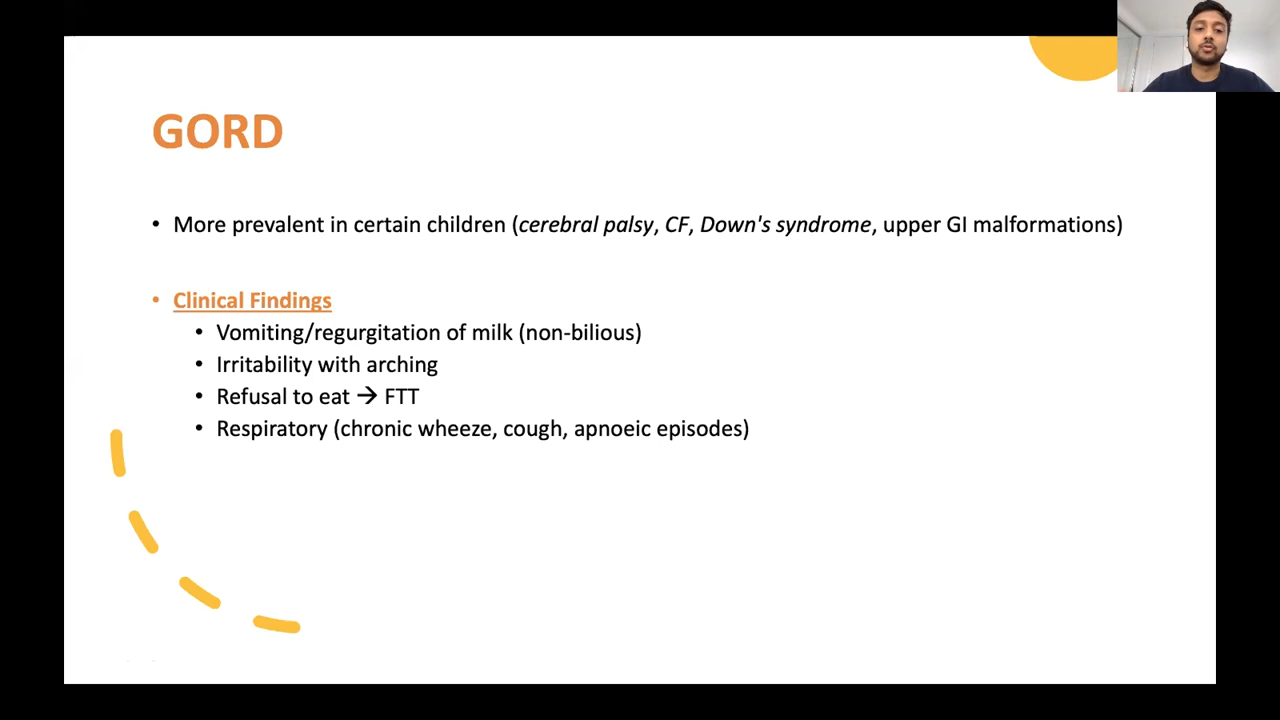 GORD
• More prevalent in certain children (cerebral palsy, CF, Down's syndrome, upper GI malformations)
• Clinical Findings
• Vomiting/regurgitation of milk (non-bilious)
• Irritability with arching
• Refusal to eat → FTT
• Respiratory (chronic wheeze, cough, apnoeic episodes)